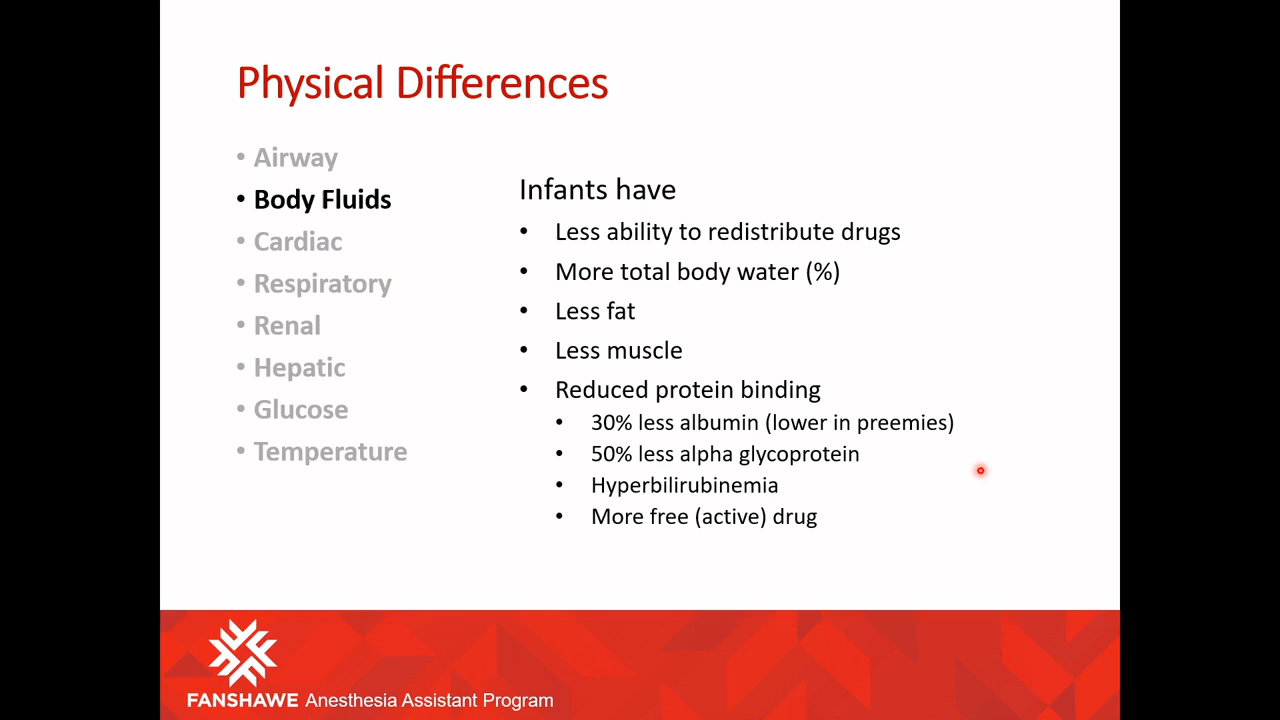 Physical Differences
• Airway
• Body Fluids
• Cardiac
• Respiratory
• Renal
• Hepatic
• Glucose
• Temperature
Infants have
• Less ability to redistribute drugs
• More total body water (%)
• Less fat
• Less muscle
• Reduced protein binding
• 30% less albumin (lower in preemies)
• 50% less alpha glycoprotein
• Hyperbilirubinemia
• More free (active) drug
FANSHAWE Anesthesia Assistant Program